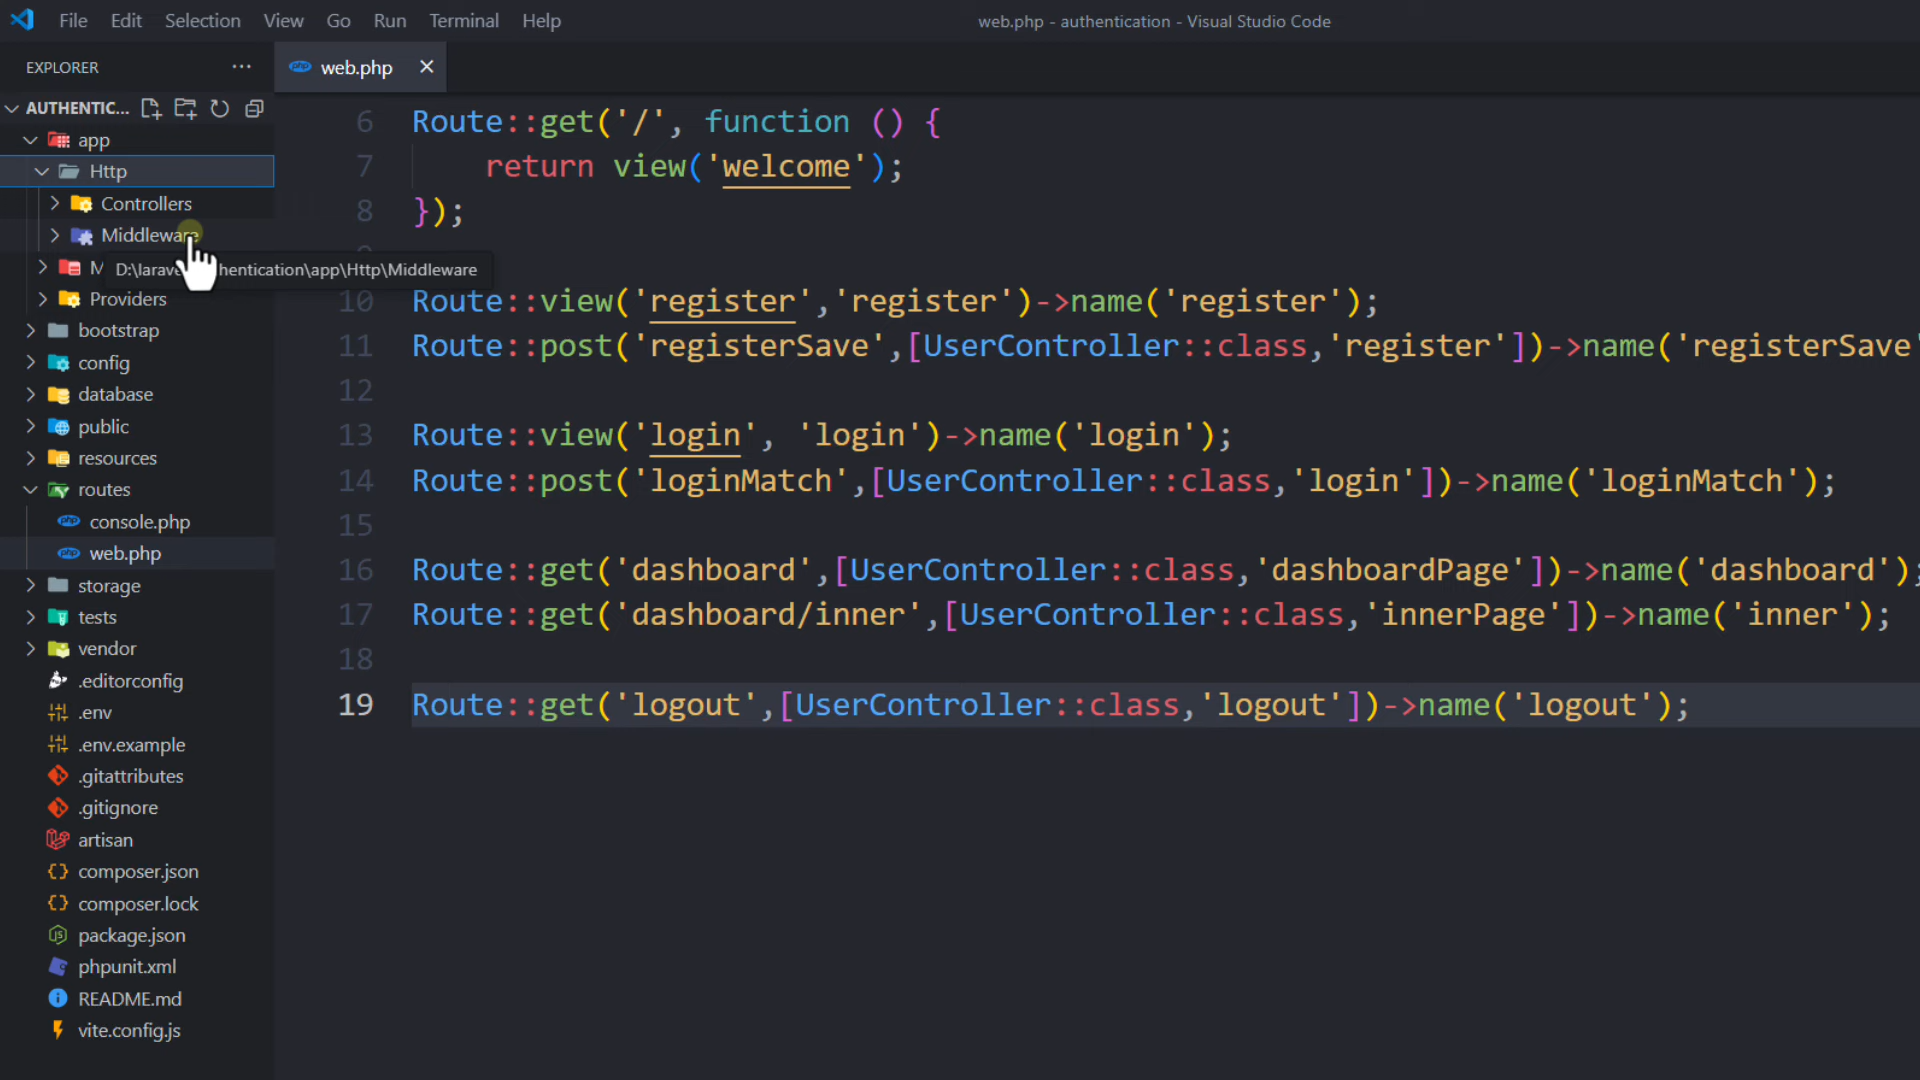 File Edit Selection View Go Run Terminal Help
web.php - authentication - Visual Studio Code
EXPLORER ...
web.php ×
AUTHENTIC...
app
Http
Controllers
Middleware
D:\larave hentication\app\Http\Middleware
Providers
bootstrap
config
database
public
resources
routes
console.php
web.php
storage
tests
vendor
.editorconfig
.env
.env.example
.gitattributes
.gitignore
artisan
composer.json
composer.lock
package.json
phpunit.xml
README.md
vite.config.js
6 Route::get('/', function () {
7 return view('welcome');
8 });
10 Route::view('register','register')->name('register');
11 Route::post('registerSave',[UserController::class,'register'])->name('registerSave'
12
13 Route::view('login', 'login')->name('login');
14 Route::post('loginMatch',[UserController::class,'login'])->name('loginMatch');
15
16 Route::get('dashboard',[UserController::class,'dashboardPage'])->name('dashboard');
17 Route::get('dashboard/inner',[UserController::class,'innerPage'])->name('inner');
18
19 Route::get('logout',[UserController::class,'logout'])->name('logout');